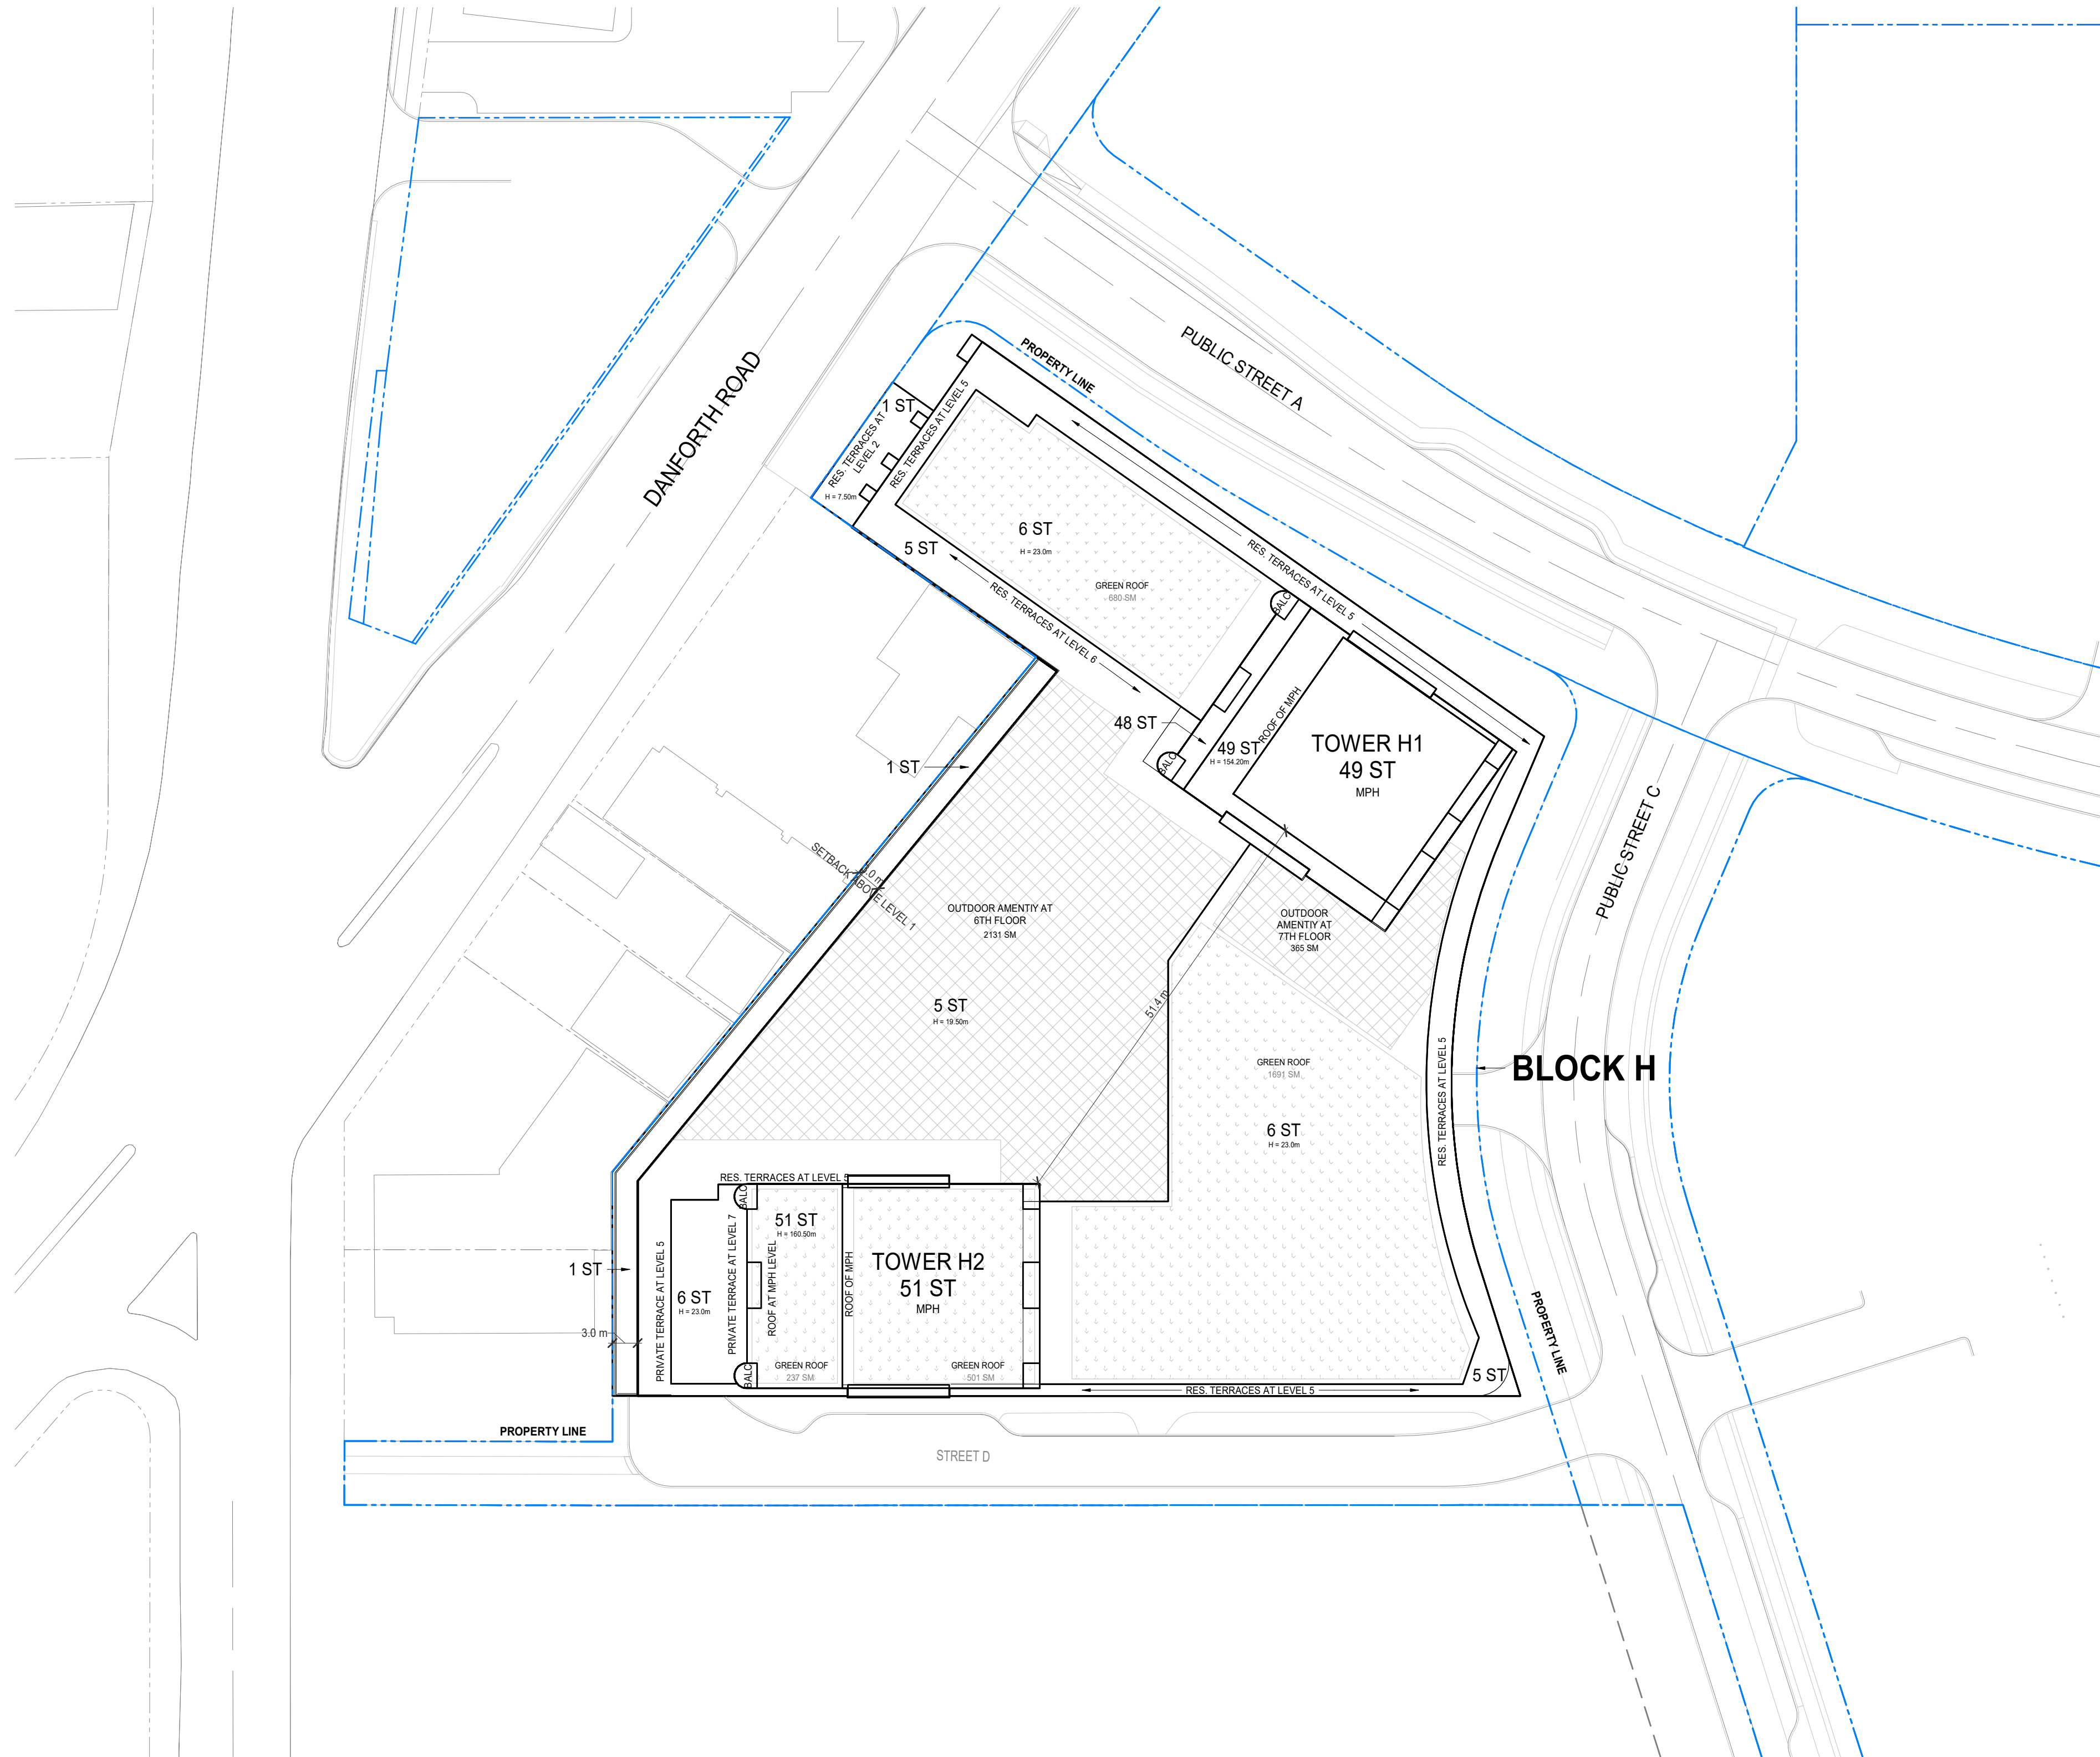 DANFORTH ROAD
PUBLIC STREET A
PROPERTY LINE
1 ST
RES. TERRACES AT
LEVEL 2
H = 7.50m
RES. TERRACES AT LEVEL 5
6 ST
H = 23.0m
5 ST
GREEN ROOF
680 SM
RES. TERRACES AT LEVEL 5
RES. TERRACES AT LEVEL 6
BALC
48 ST
49 ST
H = 154.20m
ROOF OF MPH
BALC
TOWER H1
49 ST
MPH
1 ST
PUBLIC STREET C
3.0 m
SETBACK ABOVE LEVEL 1
OUTDOOR AMENTIY AT
6TH FLOOR
2131 SM
OUTDOOR
AMENTIY AT
7TH FLOOR
365 SM
5 ST
H = 19.50m
51.4 m
GREEN ROOF
1691 SM
BLOCK H
RES. TERRACES AT LEVEL 5
6 ST
H = 23.0m
RES. TERRACES AT LEVEL 5
BALC
51 ST
H = 160.50m
TOWER H2
51 ST
MPH
1 ST
6 ST
H = 23.0m
PRIVATE TERRACE AT LEVEL 5
PRIVATE TERRACE AT LEVEL 7
ROOF AT MPH LEVEL
ROOF OF MPH
3.0 m
BALC
GREEN ROOF
237 SM
GREEN ROOF
501 SM
5 ST
RES. TERRACES AT LEVEL 5
PROPERTY LINE
PROPERTY LINE
STREET D